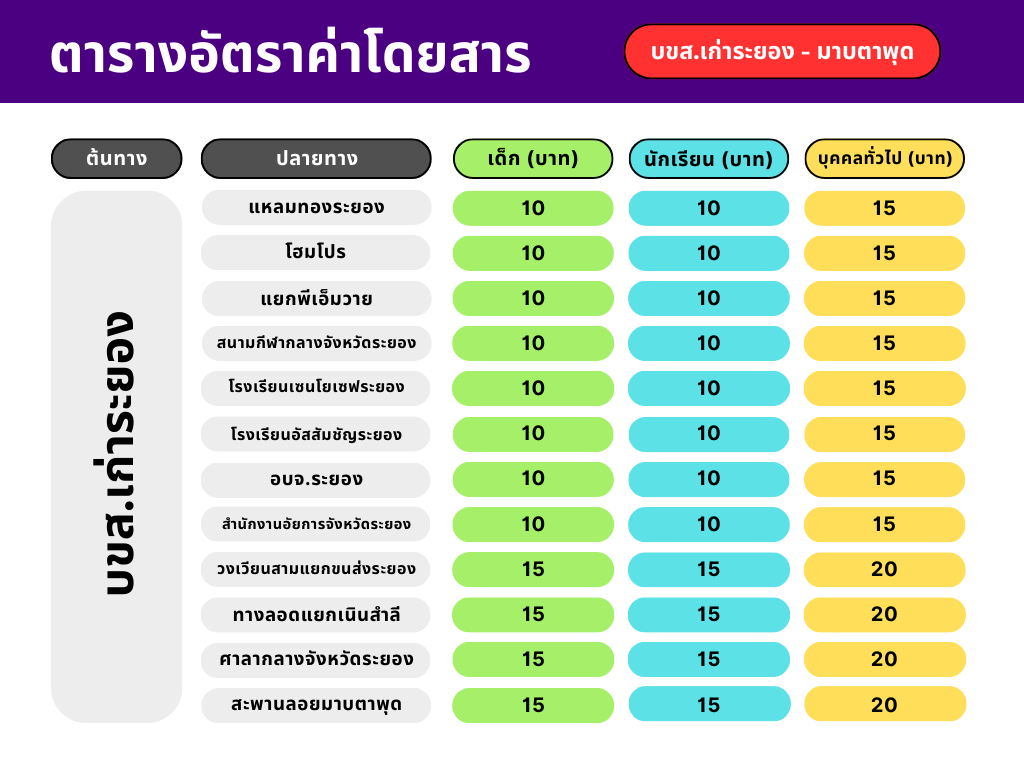 ตารางอัตราค่าโดยสาร
บขส.เก่าระยอง - มาบตาพุด
ต้นทาง ปลายทาง เด็ก (บาท) นักเรียน (บาท) บุคคลทั่วไป (บาท)
บขส.เก่าระยอง
แหลมทองระยอง 10 10 15
โฮมโปร 10 10 15
แยกพีเอ็มวาย 10 10 15
สนามกีฬากลางจังหวัดระยอง 10 10 15
โรงเรียนเซนโยเซฟระยอง 10 10 15
โรงเรียนอัสสัมชัญระยอง 10 10 15
อบจ.ระยอง 10 10 15
สำนักงานอัยการจังหวัดระยอง 10 10 15
วงเวียนสามแยกขนส่งระยอง 15 15 20
ทางลอดแยกเนินสำลี 15 15 20
ศาลากลางจังหวัดระยอง 15 15 20
สะพานลอยมาบตาพุด 15 15 20